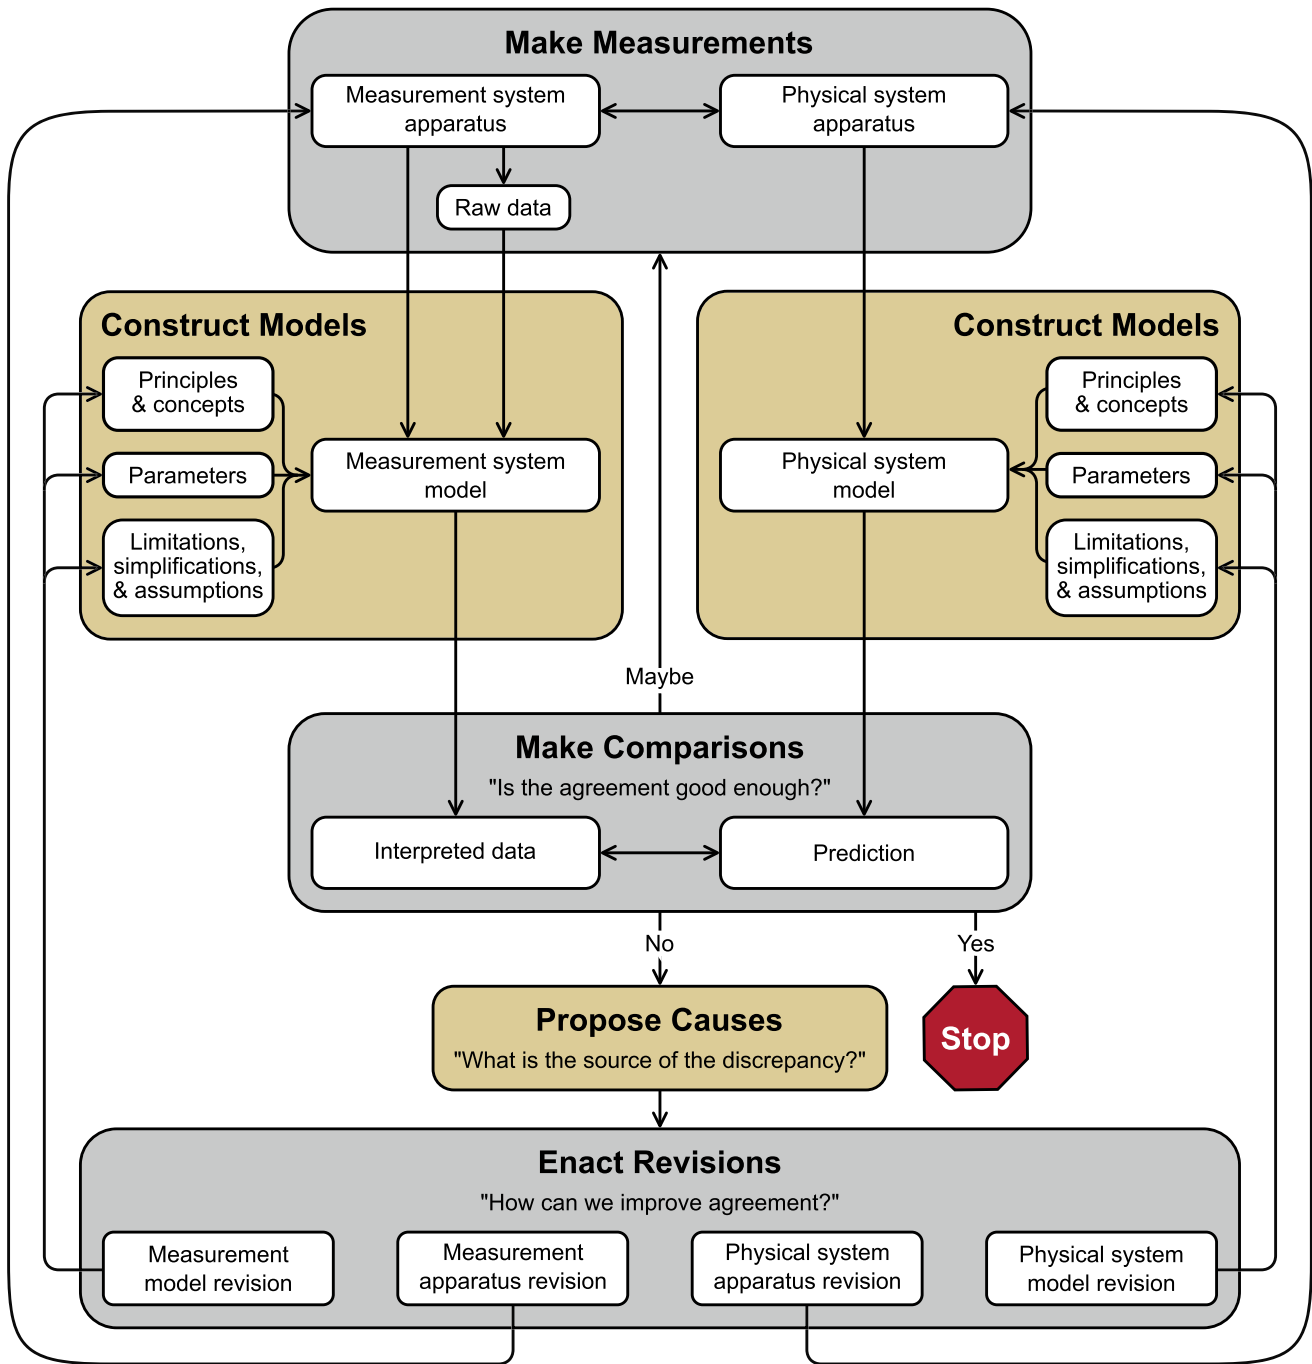 Make Measurements
Measurement system
apparatus
Physical system
apparatus
Raw data
Construct Models
Principles
& concepts
Parameters
Limitations,
simplifications,
& assumptions
Measurement system
model
Construct Models
Physical system
model
Principles
& concepts
Parameters
Limitations,
simplifications,
& assumptions
Maybe
Make Comparisons
"Is the agreement good enough?"
Interpreted data
Prediction
No
Yes
Propose Causes
"What is the source of the discrepancy?"
Stop
Enact Revisions
"How can we improve agreement?"
Measurement
model revision
Measurement
apparatus revision
Physical system
apparatus revision
Physical system
model revision